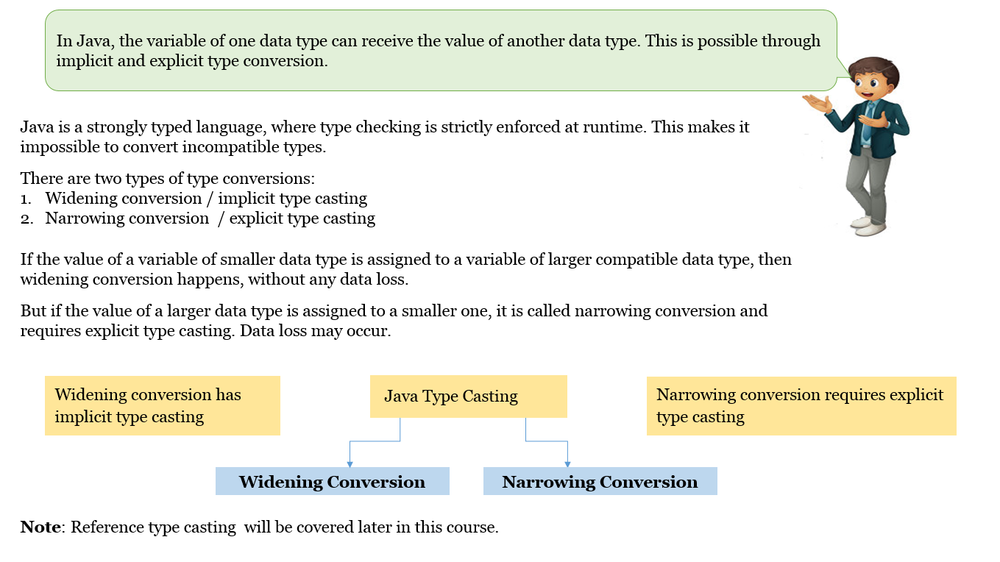 In Java, the variable of one data type can receive the value of another data type. This is possible through
implicit and explicit type conversion.
Java is a strongly typed language, where type checking is strictly enforced at runtime. This makes it
impossible to convert incompatible types.
There are two types of type conversions:
1. Widening conversion / implicit type casting
2. Narrowing conversion / explicit type casting
If the value of a variable of smaller data type is assigned to a variable of larger compatible data type, then
widening conversion happens, without any data loss.
But if the value of a larger data type is assigned to a smaller one, it is called narrowing conversion and
requires explicit type casting. Data loss may occur.
Widening conversion has
implicit type casting
Java Type Casting
Narrowing conversion requires explicit
type casting
Widening Conversion
Narrowing Conversion
Note: Reference type casting will be covered later in this course.